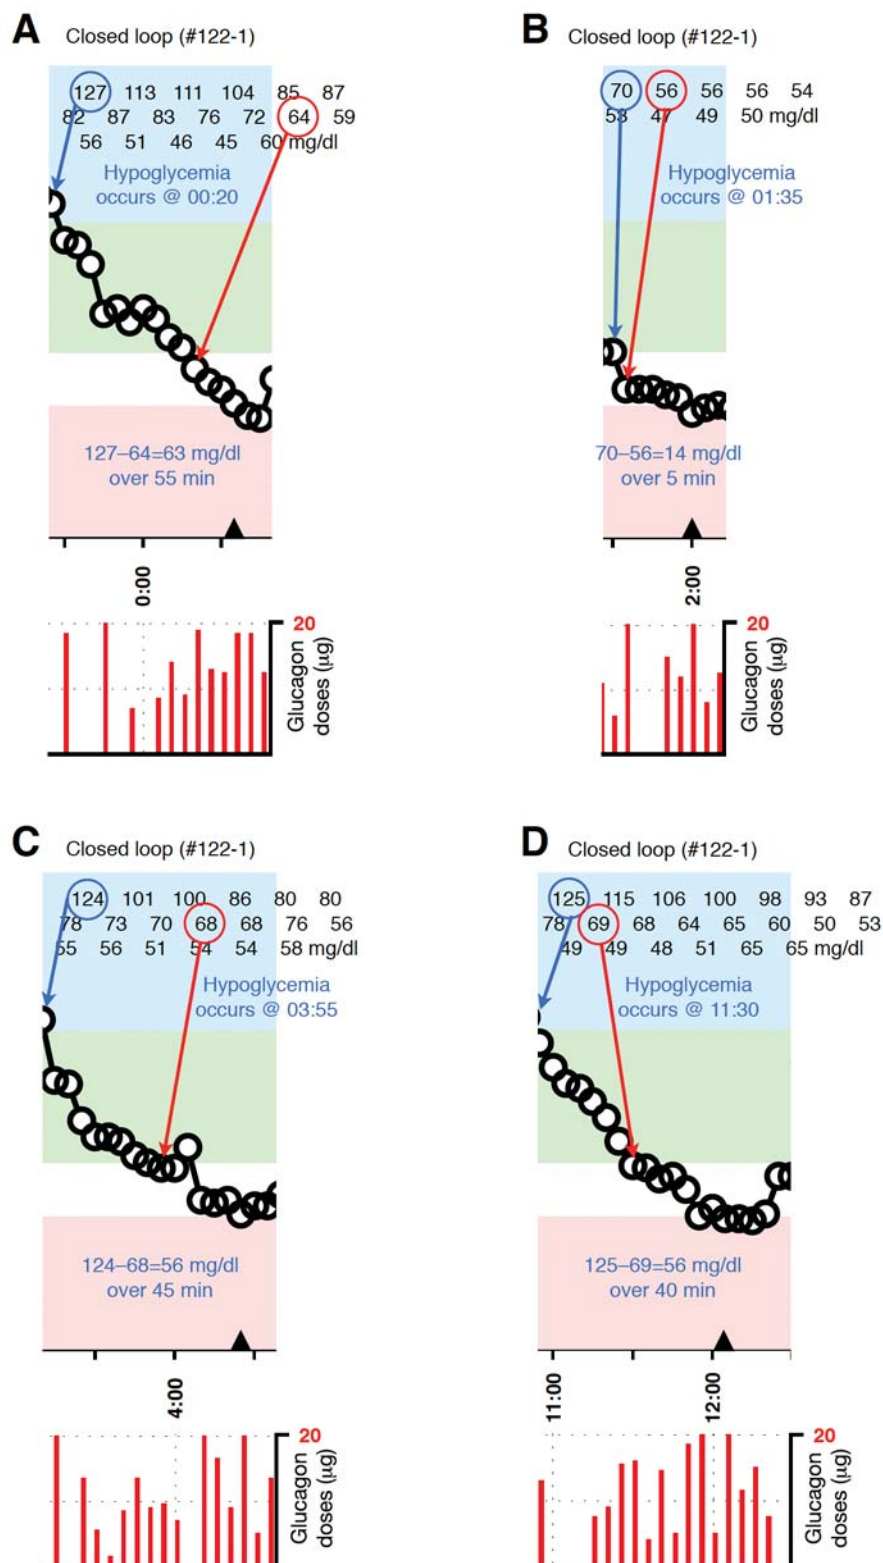 A
Closed loop (#122-1)
127 113 111 104 85 87
82 87 83 76 72 64 59
56 51 46 45 60 mg/dl
Hypoglycemia
occurs @ 00:20
127–64=63 mg/dl
over 55 min
0:00
20
Glucagon
doses (µg)
B
Closed loop (#122-1)
70 56 56 56 54
53 47 49 50 mg/dl
Hypoglycemia
occurs @ 01:35
70–56=14 mg/dl
over 5 min
2:00
20
Glucagon
doses (µg)
C
Closed loop (#122-1)
124 101 100 86 80 80
78 73 70 68 68 76 56
55 56 51 54 54 58 mg/dl
Hypoglycemia
occurs @ 03:55
124–68=56 mg/dl
over 45 min
4:00
20
Glucagon
doses (µg)
D
Closed loop (#122-1)
125 115 106 100 98 93 87
78 69 68 64 65 60 50 53
49 49 48 51 65 65 mg/dl
Hypoglycemia
occurs @ 11:30
125–69=56 mg/dl
over 40 min
11:00
12:00
20
Glucagon
doses (µg)